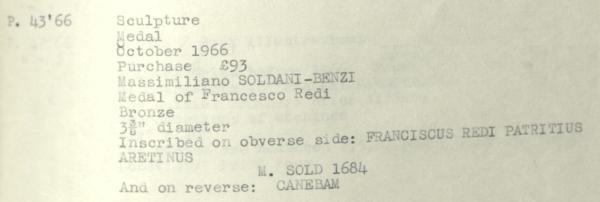 P. 43'66 Sculpture
Medal
October 1966
Purchase £93
Massimiliano SOLDANI-BENZI
Medal of Francesco Redi
Bronze
3⅜" diameter
Inscribed on obverse side: FRANCISCUS REDI PATRITIUS
ARETINUS
M. SOLD 1684
And on reverse: CANEBAM